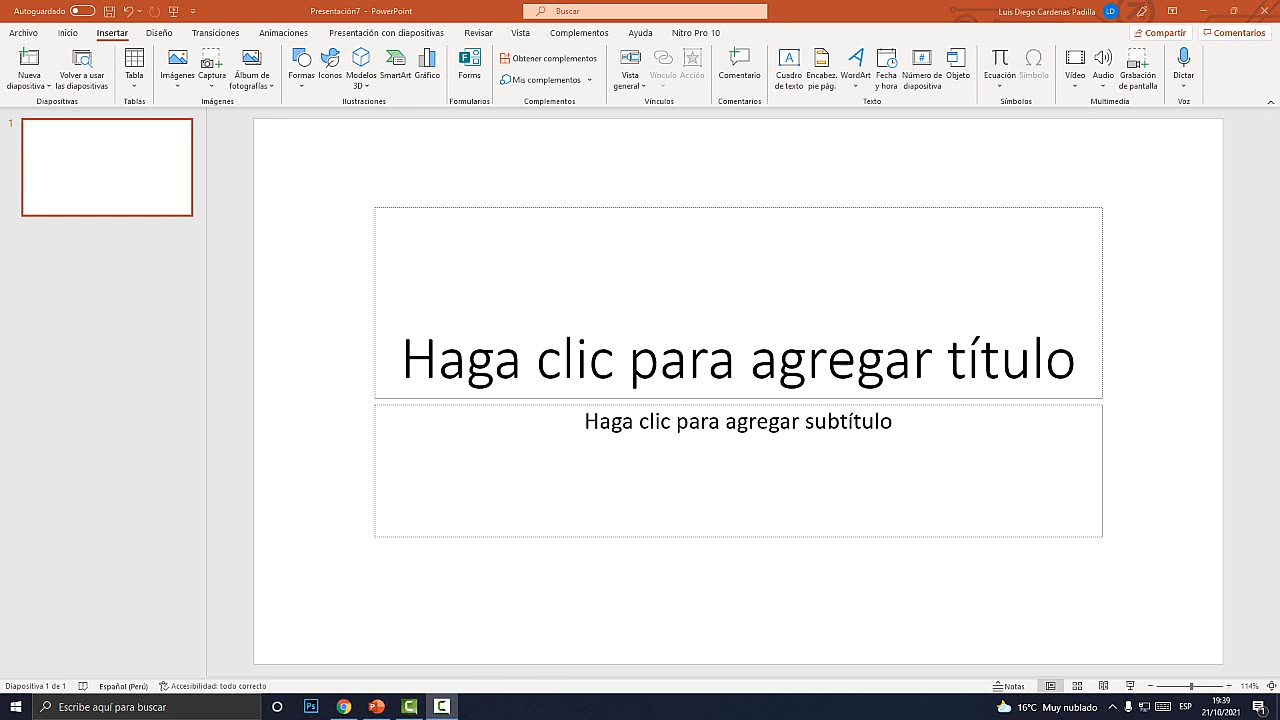 Autoguardado
Presentación7 - PowerPoint
Buscar
Luis Diego Cardenas Padilla
LD
Archivo Inicio Insertar Diseño Transiciones Animaciones Presentación con diapositivas Revisar Vista Complementos Ayuda Nitro Pro 10
Compartir
Comentarios
Nueva diapositiva
Volver a usar las diapositivas
Diapositivas
Tabla
Tablas
Imágenes
Captura
Álbum de fotografías
Imágenes
Formas
Iconos
Modelos 3D
SmartArt
Gráfico
Ilustraciones
Forms
Formularios
Obtener complementos
Mis complementos
Complementos
Vista general
Vínculo
Acción
Vínculos
Comentario
Comentarios
Cuadro de texto
Encabez. pie pág.
WordArt
Fecha y hora
Número de diapositiva
Objeto
Texto
Ecuación
Símbolo
Símbolos
Vídeo
Audio
Grabación de pantalla
Multimedia
Dictar
Voz
1
Haga clic para agregar título
Haga clic para agregar subtítulo
Diapositiva 1 de 1
Español (Perú)
Accesibilidad: todo correcto
Notas
114%
Escribe aquí para buscar
16°C Muy nublado
ESP
19:39
21/10/2021